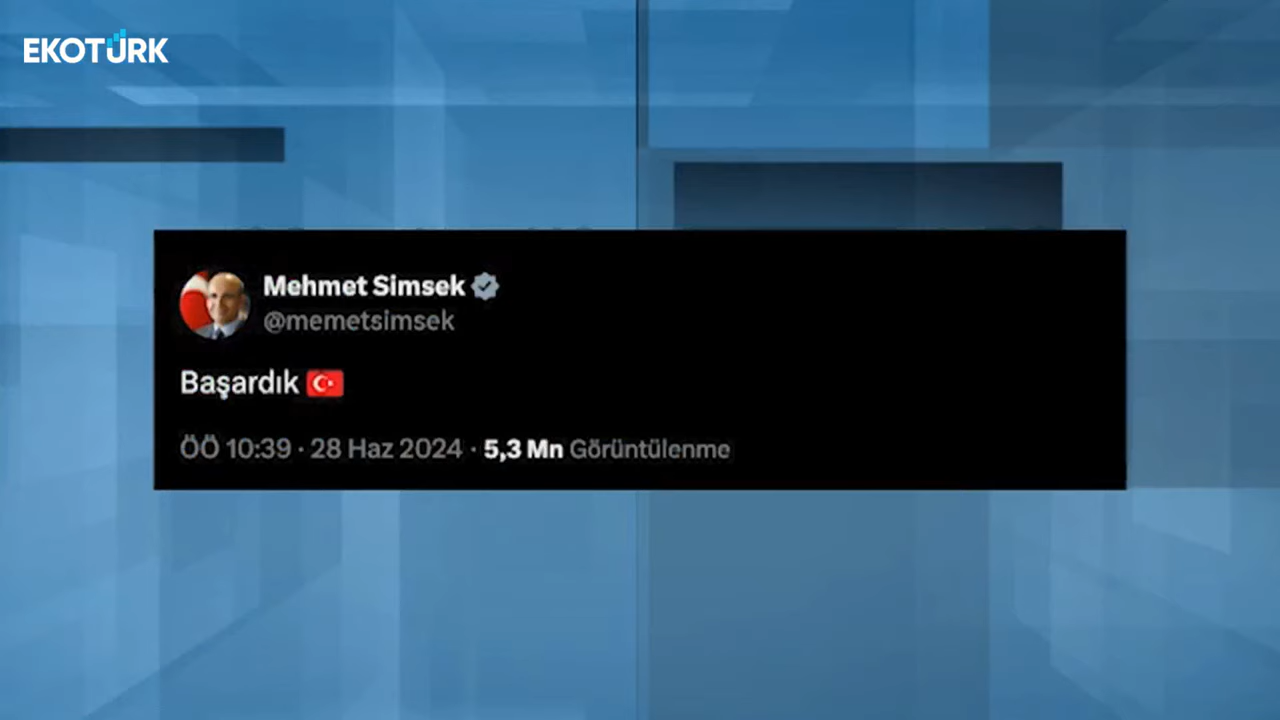 EKOTÜRK
Mehmet Simsek
@memetsimsek
Başardık 🇹🇷
ÖÖ 10:39 · 28 Haz 2024 · 5,3 Mn Görüntülenme